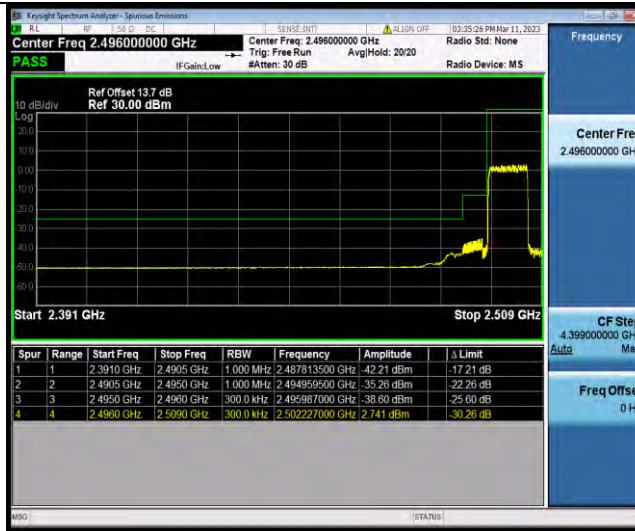 Keysight Spectrum Analyzer - Spurious Emissions
RL RF 50 Ω DC SENSE:INT ALIGN OFF 03:35:26 PM Mar 11, 2023
Center Freq 2.496000000 GHz
PASS
IFGain:Low
Center Freq: 2.496000000 GHz
Trig: Free Run Avg|Hold: 20/20
#Atten: 30 dB
Radio Std: None
Radio Device: MS
Frequency
10 dB/div
Log
Ref Offset 13.7 dB
Ref 30.00 dBm
20.0
10.0
0.00
-10.0
-20.0
-30.0
-40.0
-50.0
-60.0
Start 2.391 GHz Stop 2.509 GHz
Center Fre
2.496000000 GH
CF Ste
4.399000000 GH
Auto Ma
Freq Offse
0 H
Spur Range Start Freq Stop Freq RBW Frequency Amplitude Δ Limit
1 1 2.3910 GHz 2.4905 GHz 1.000 MHz 2.487813500 GHz -42.21 dBm -17.21 dB
2 2 2.4905 GHz 2.4950 GHz 1.000 MHz 2.494959500 GHz -35.26 dBm -22.26 dB
3 3 2.4950 GHz 2.4960 GHz 300.0 kHz 2.495987000 GHz -38.60 dBm -25.60 dB
4 4 2.4960 GHz 2.5090 GHz 300.0 kHz 2.502227000 GHz 2.741 dBm -30.26 dB
MSG STATUS